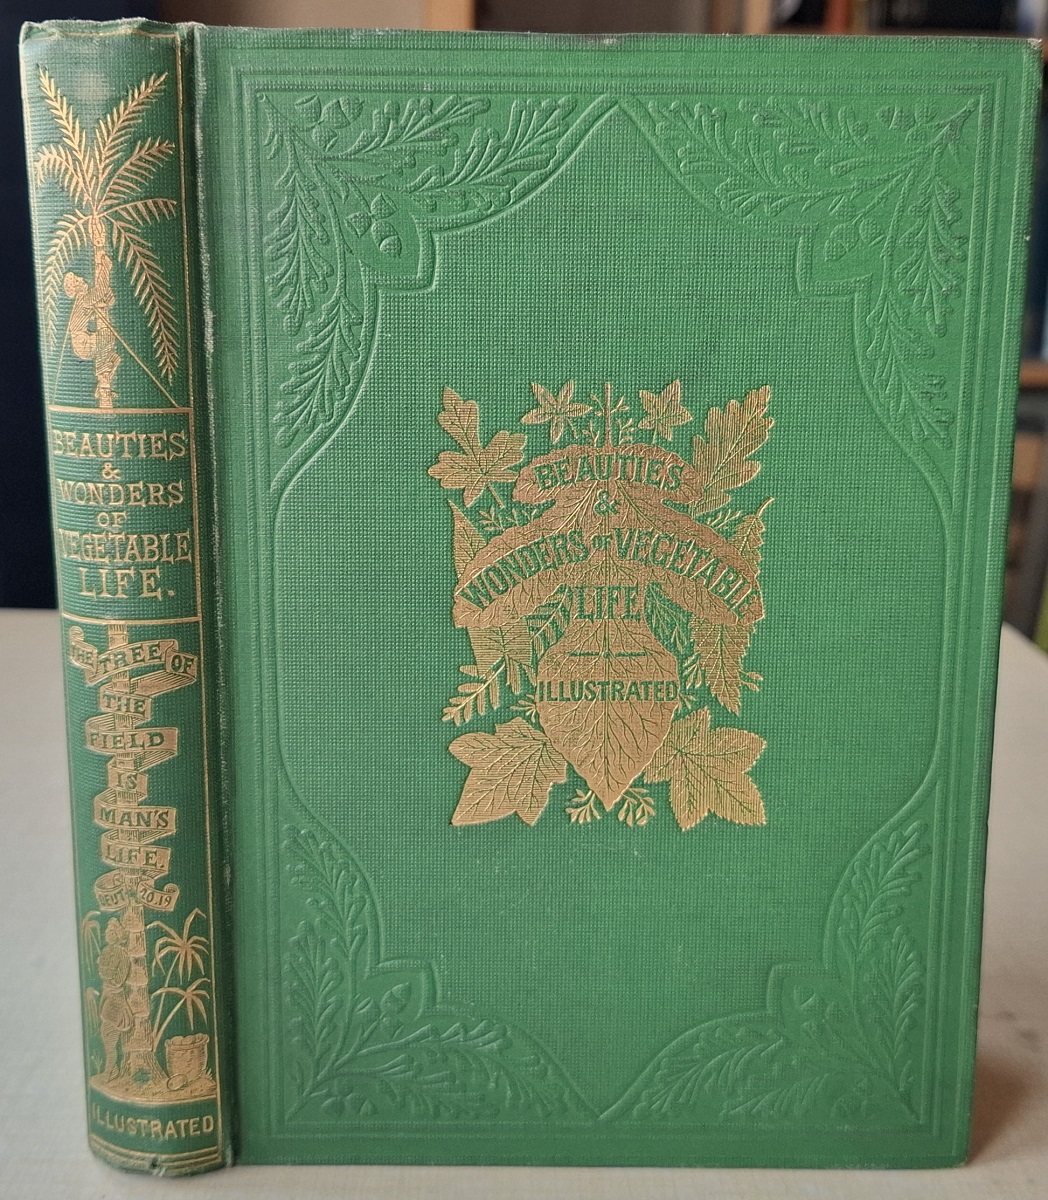 BEAUTIES
&
WONDERS
OF
VEGETABLE
LIFE.
THE TREE OF
THE
FIELD
IS
MAN'S
LIFE.
DEUT 20.19
ILLUSTRATED
BEAUTIES
&
WONDERS OF VEGETABLE
LIFE
ILLUSTRATED